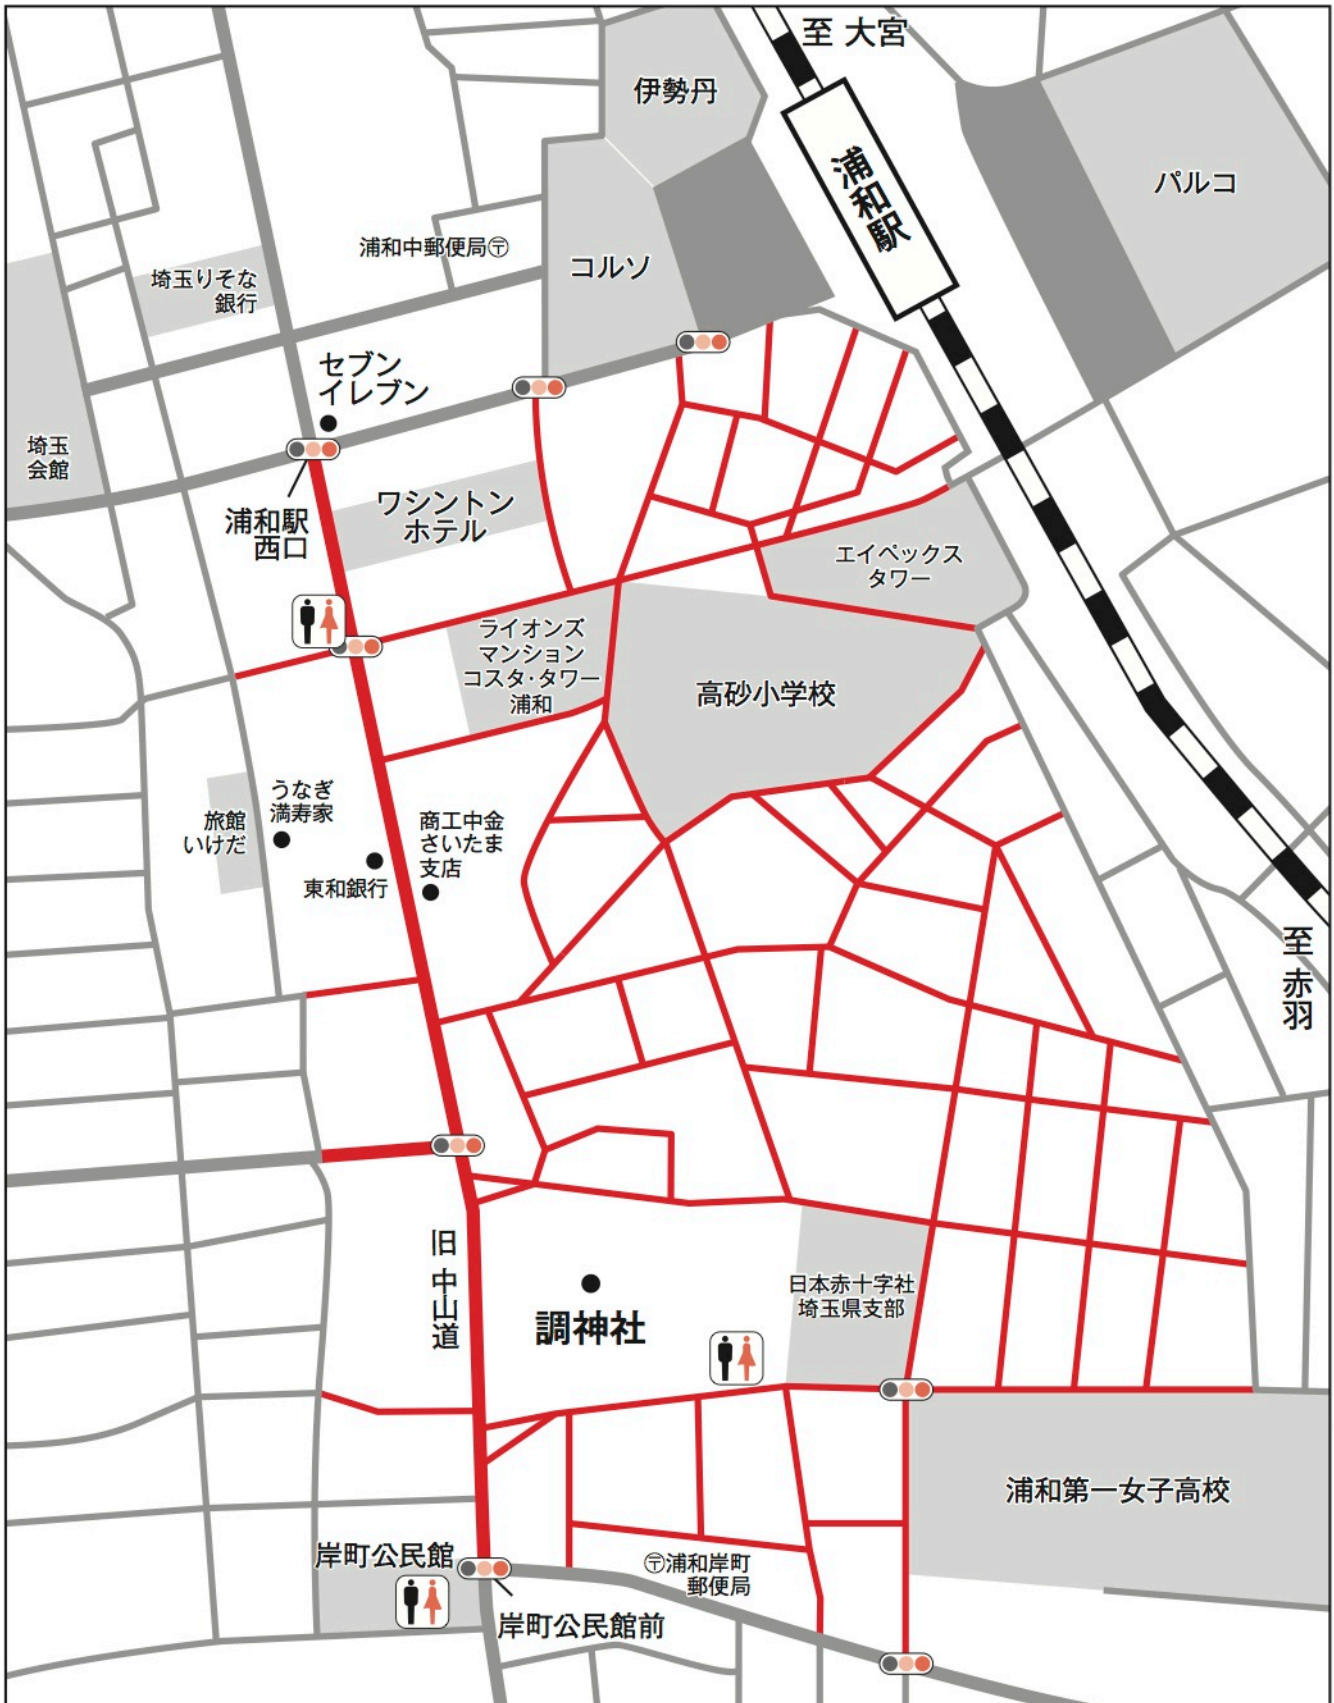 至 大宮
伊勢丹
浦和駅
パルコ
浦和中郵便局〶
コルソ
埼玉りそな
銀行
セブン
イレブン
埼玉
会館
ワシントン
ホテル
浦和駅
西口
エイペックス
タワー
ライオンズ
マンション
コスタ・タワー
浦和
高砂小学校
うなぎ
満寿家
旅館
いけだ
商工中金
さいたま
支店
東和銀行
至 赤羽
旧中山道
調神社
日本赤十字社
埼玉県支部
浦和第一女子高校
岸町公民館
〶浦和岸町
郵便局
岸町公民館前